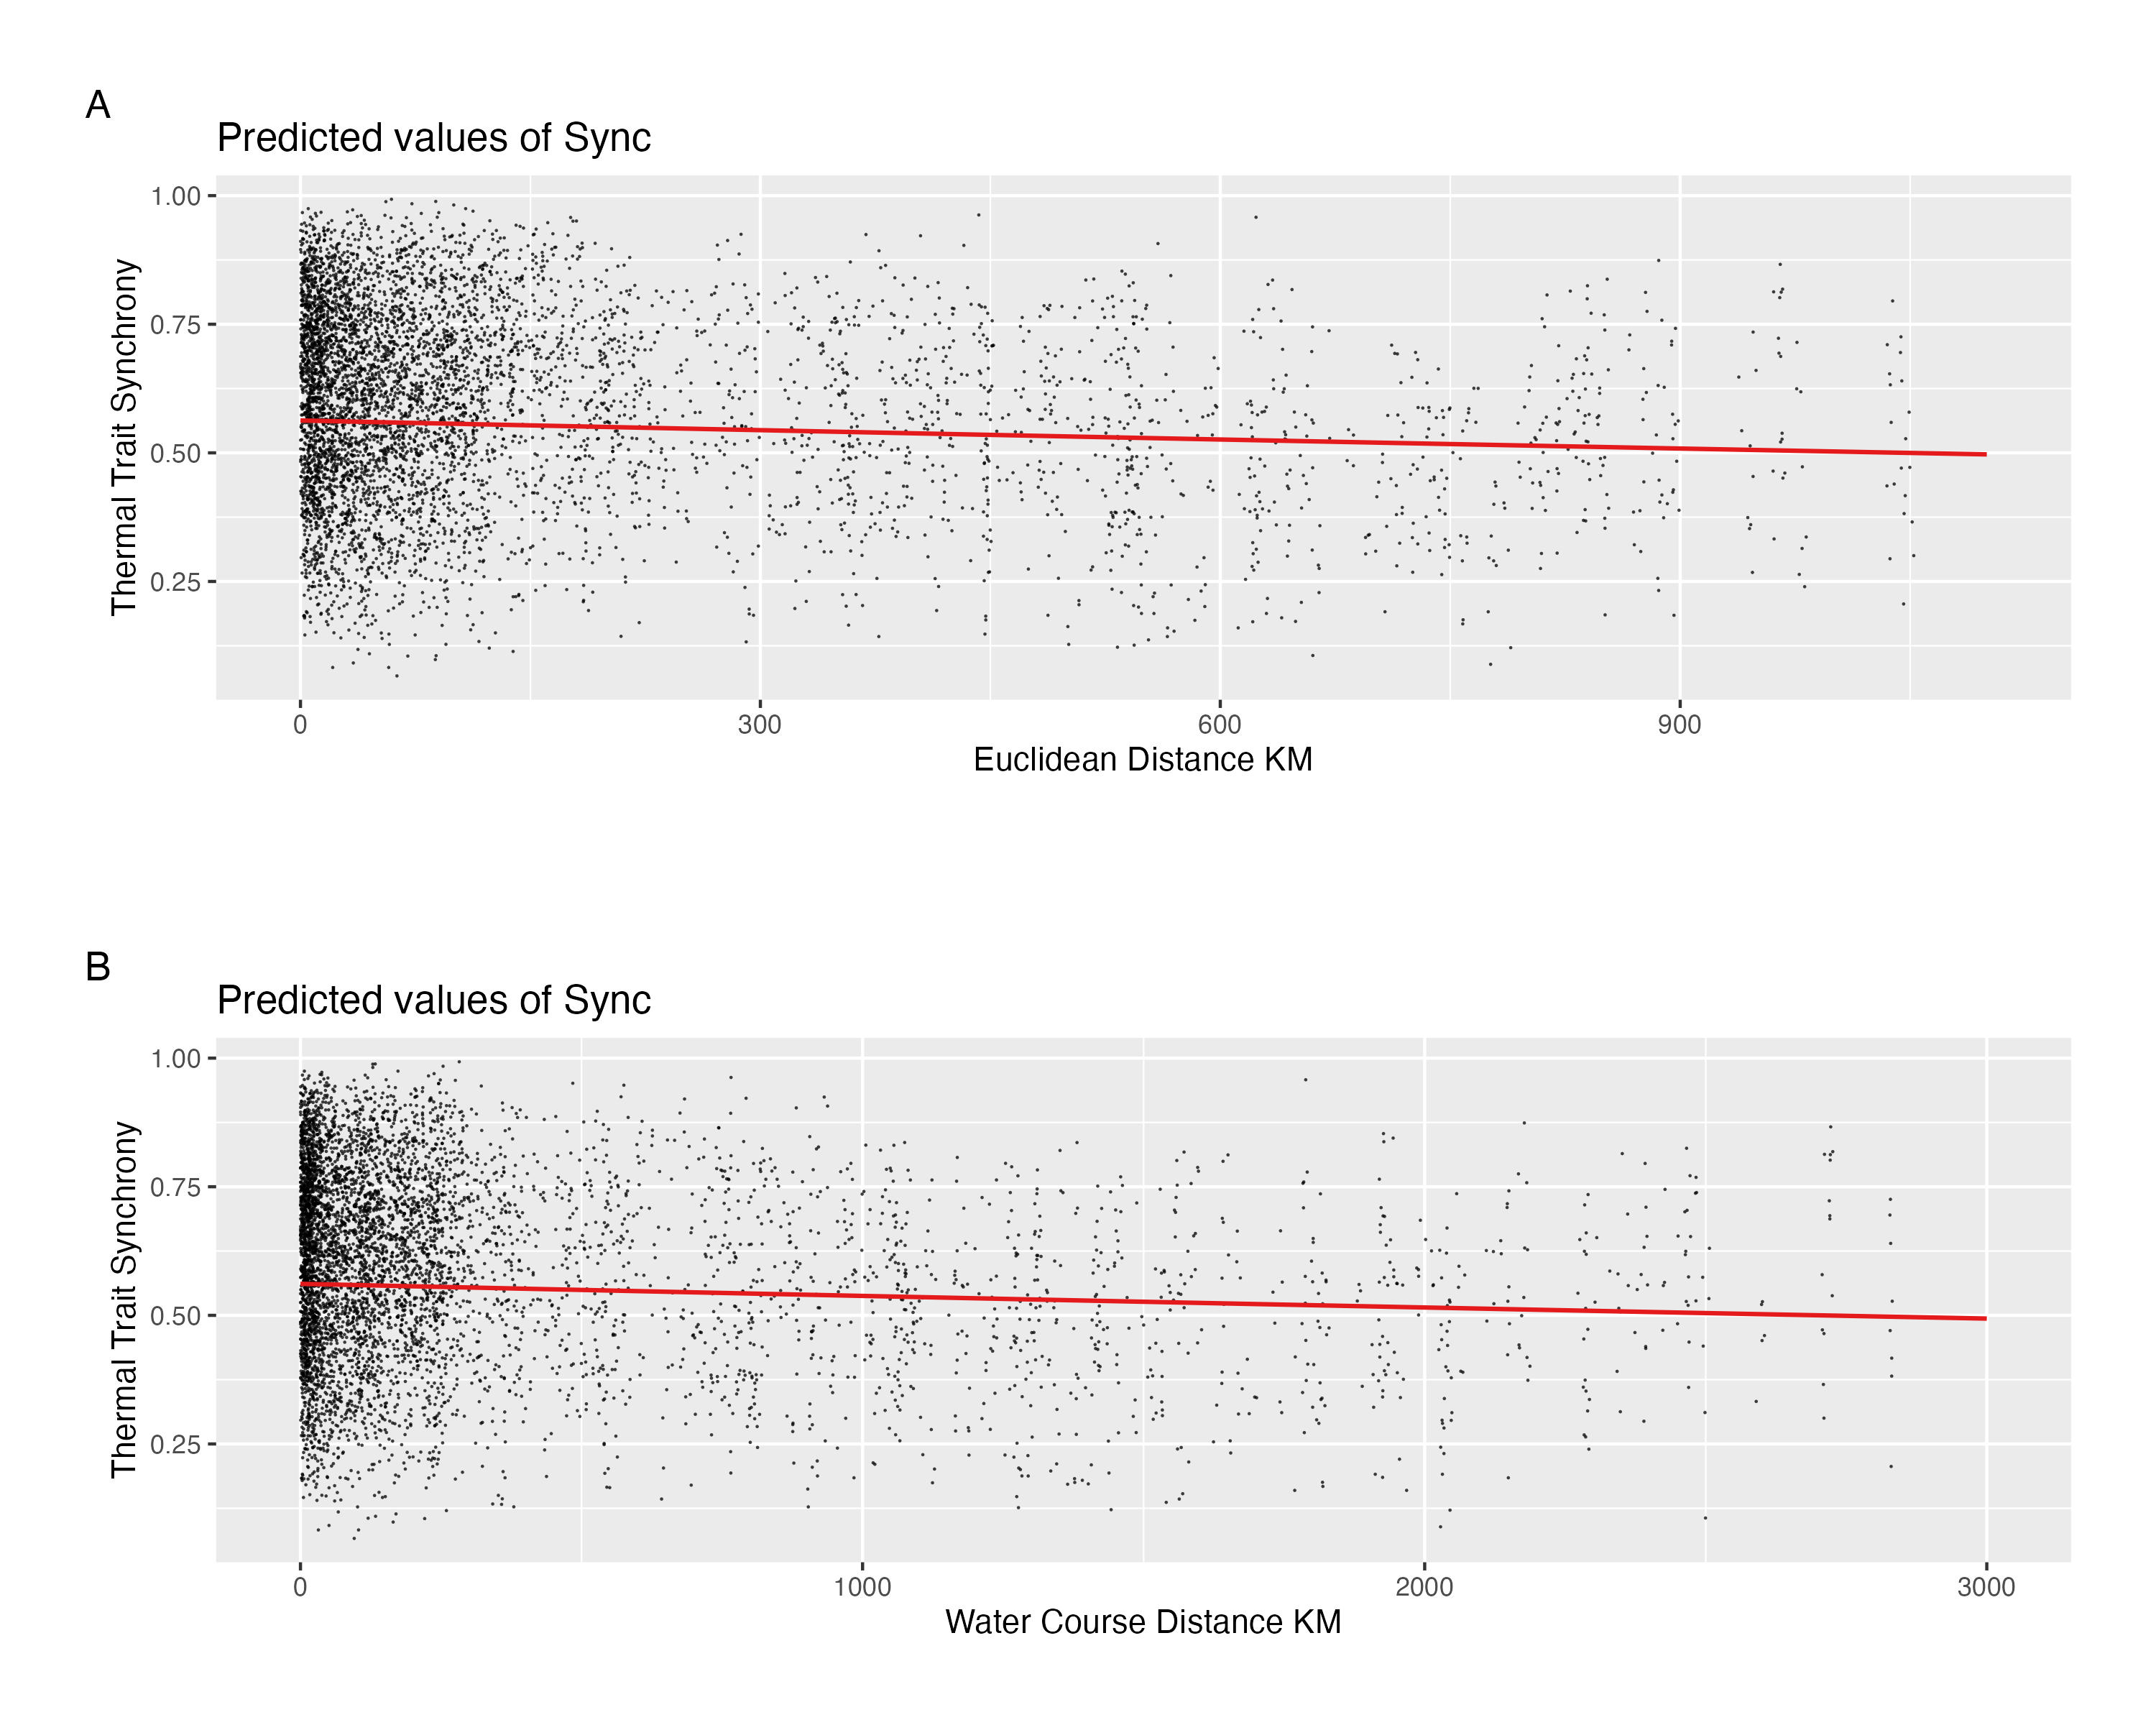 A
Predicted values of Sync
Thermal Trait Synchrony
1.00
0.75
0.50
0.25
0 300 600 900
Euclidean Distance KM
B
Predicted values of Sync
Thermal Trait Synchrony
1.00
0.75
0.50
0.25
0 1000 2000 3000
Water Course Distance KM